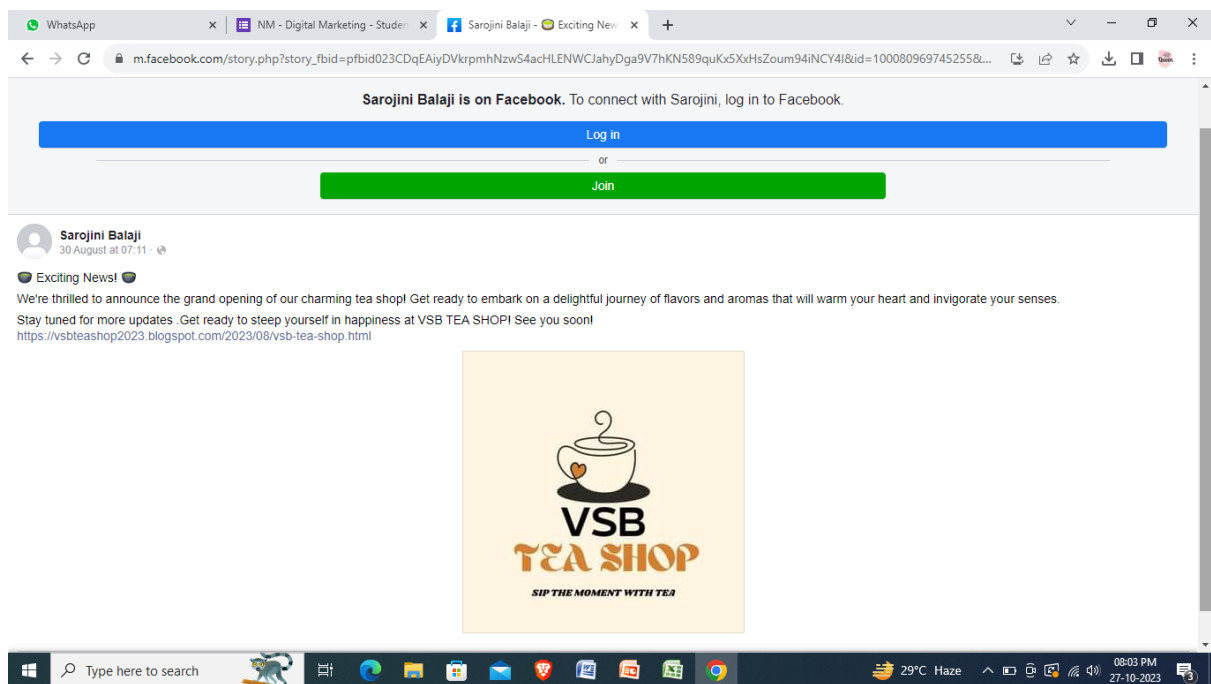 WhatsApp
NM - Digital Marketing - Studen
Sarojini Balaji - Exciting New
m.facebook.com/story.php?story_fbid=pfbid023CDqEAiyDVkrpmhNzwS4acHLENWCJahyDga9V7hKN589quKx5XxHsZoum94iNCY4l&id=100080969745255&...
Sarojini Balaji is on Facebook. To connect with Sarojini, log in to Facebook.
Log in
or
Join
Sarojini Balaji
30 August at 07:11 ·
Exciting News!
We're thrilled to announce the grand opening of our charming tea shop! Get ready to embark on a delightful journey of flavors and aromas that will warm your heart and invigorate your senses.
Stay tuned for more updates .Get ready to steep yourself in happiness at VSB TEA SHOP! See you soon!
https://vsbteashop2023.blogspot.com/2023/08/vsb-tea-shop.html
VSB
TEA SHOP
SIP THE MOMENT WITH TEA
Type here to search
29°C Haze
08:03 PM
27-10-2023
3